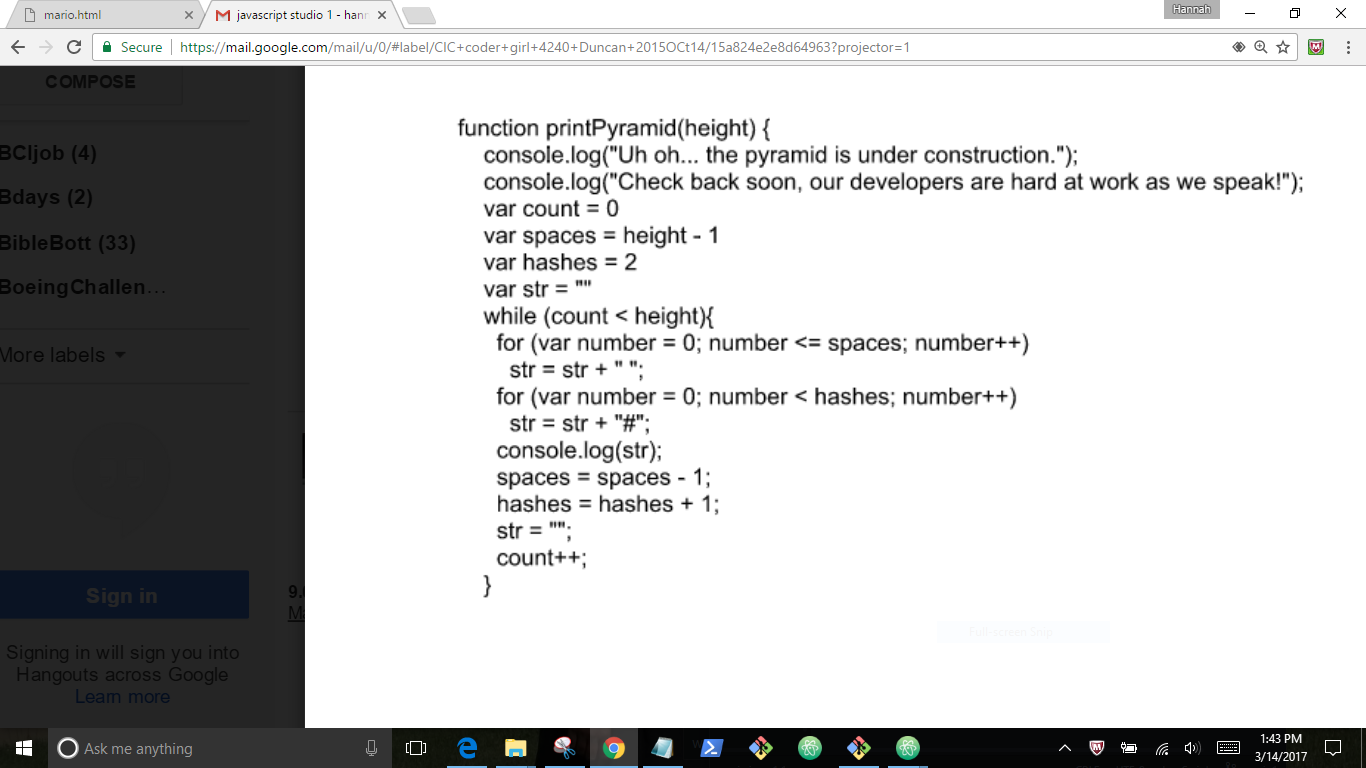 mario.html
javascript studio 1 - hann
Hannah
Secure
https://mail.google.com/mail/u/0/#label/CIC+coder+girl+4240+Duncan+2015OCt14/15a824e2e8d64963?projector=1
COMPOSE
BCIjob (4)
Bdays (2)
BibleBott (33)
BoeingChallen…
More labels
Sign in
Signing in will sign you into
Hangouts across Google
Learn more
9.
function printPyramid(height) {
console.log("Uh oh... the pyramid is under construction.");
console.log("Check back soon, our developers are hard at work as we speak!");
var count = 0
var spaces = height - 1
var hashes = 2
var str = ""
while (count < height){
for (var number = 0; number <= spaces; number++)
str = str + " ";
for (var number = 0; number < hashes; number++)
str = str + "#";
console.log(str);
spaces = spaces - 1;
hashes = hashes + 1;
str = "";
count++;
}
Full-screen Snip
Ask me anything
1:43 PM
3/14/2017